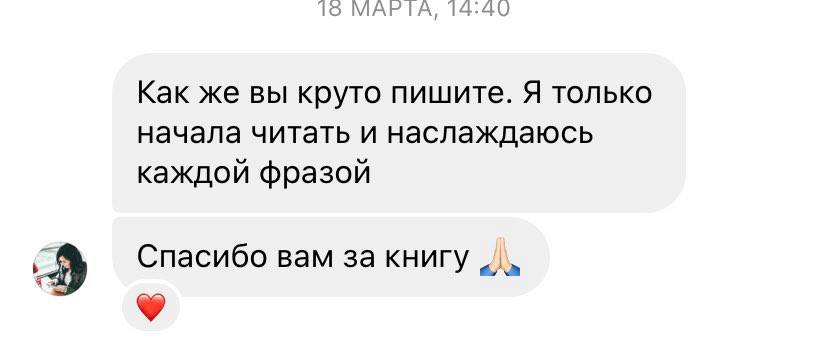 18 МАРТА, 14:40
Как же вы круто пишите. Я только
начала читать и наслаждаюсь
каждой фразой
Спасибо вам за книгу 🙏🏻
❤️